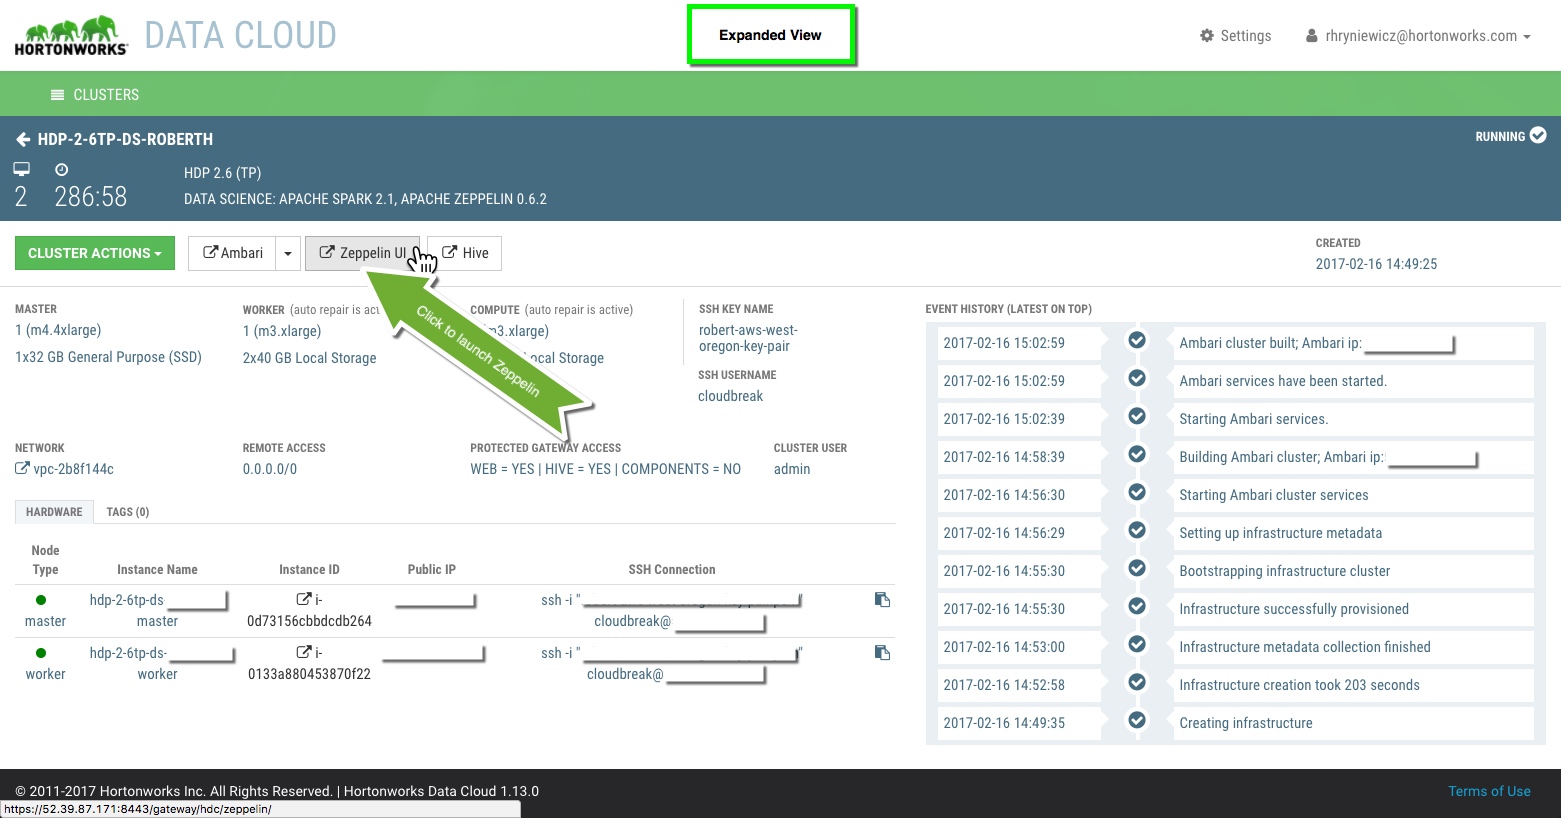 HORTONWORKS
DATA CLOUD
Expanded View
Settings
rhryniewicz@hortonworks.com
CLUSTERS
HDP-2-6TP-DS-ROBERTH
RUNNING
2
286:58
HDP 2.6 (TP)
DATA SCIENCE: APACHE SPARK 2.1, APACHE ZEPPELIN 0.6.2
CLUSTER ACTIONS
Ambari
Zeppelin UI
Hive
CREATED
2017-02-16 14:49:25
Click to launch Zeppelin
MASTER
1 (m4.4xlarge)
1x32 GB General Purpose (SSD)
WORKER (auto repair is act
1 (m3.xlarge)
2x40 GB Local Storage
COMPUTE (auto repair is active)
m3.xlarge)
ocal Storage
SSH KEY NAME
robert-aws-west-
oregon-key-pair
SSH USERNAME
cloudbreak
NETWORK
vpc-2b8f144c
REMOTE ACCESS
0.0.0.0/0
PROTECTED GATEWAY ACCESS
WEB = YES | HIVE = YES | COMPONENTS = NO
CLUSTER USER
admin
HARDWARE
TAGS (0)
Node
Type
Instance Name
Instance ID
Public IP
SSH Connection
master
hdp-2-6tp-ds-
master
i-
0d73156cbbdcdb264
ssh -i "
"
cloudbreak@
worker
hdp-2-6tp-ds-
worker
i-
0133a880453870f22
ssh -i "
"
cloudbreak@
EVENT HISTORY (LATEST ON TOP)
2017-02-16 15:02:59 Ambari cluster built; Ambari ip:
2017-02-16 15:02:59 Ambari services have been started.
2017-02-16 15:02:39 Starting Ambari services.
2017-02-16 14:58:39 Building Ambari cluster; Ambari ip:
2017-02-16 14:56:30 Starting Ambari cluster services
2017-02-16 14:56:29 Setting up infrastructure metadata
2017-02-16 14:55:30 Bootstrapping infrastructure cluster
2017-02-16 14:55:30 Infrastructure successfully provisioned
2017-02-16 14:53:00 Infrastructure metadata collection finished
2017-02-16 14:52:58 Infrastructure creation took 203 seconds
2017-02-16 14:49:35 Creating infrastructure
© 2011-2017 Hortonworks Inc. All Rights Reserved. | Hortonworks Data Cloud 1.13.0
Terms of Use
https://52.39.87.171:8443/gateway/hdc/zeppelin/